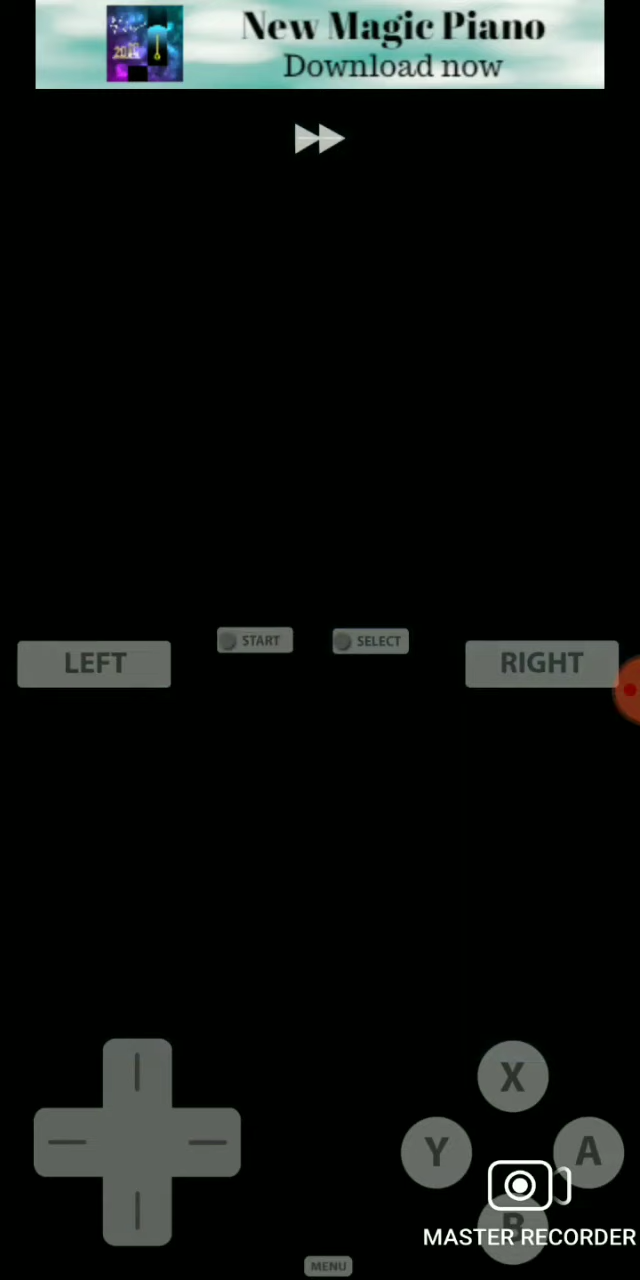 New Magic Piano
Download now
START
SELECT
LEFT
RIGHT
X
Y
A
B
MASTER RECORDER
MENU